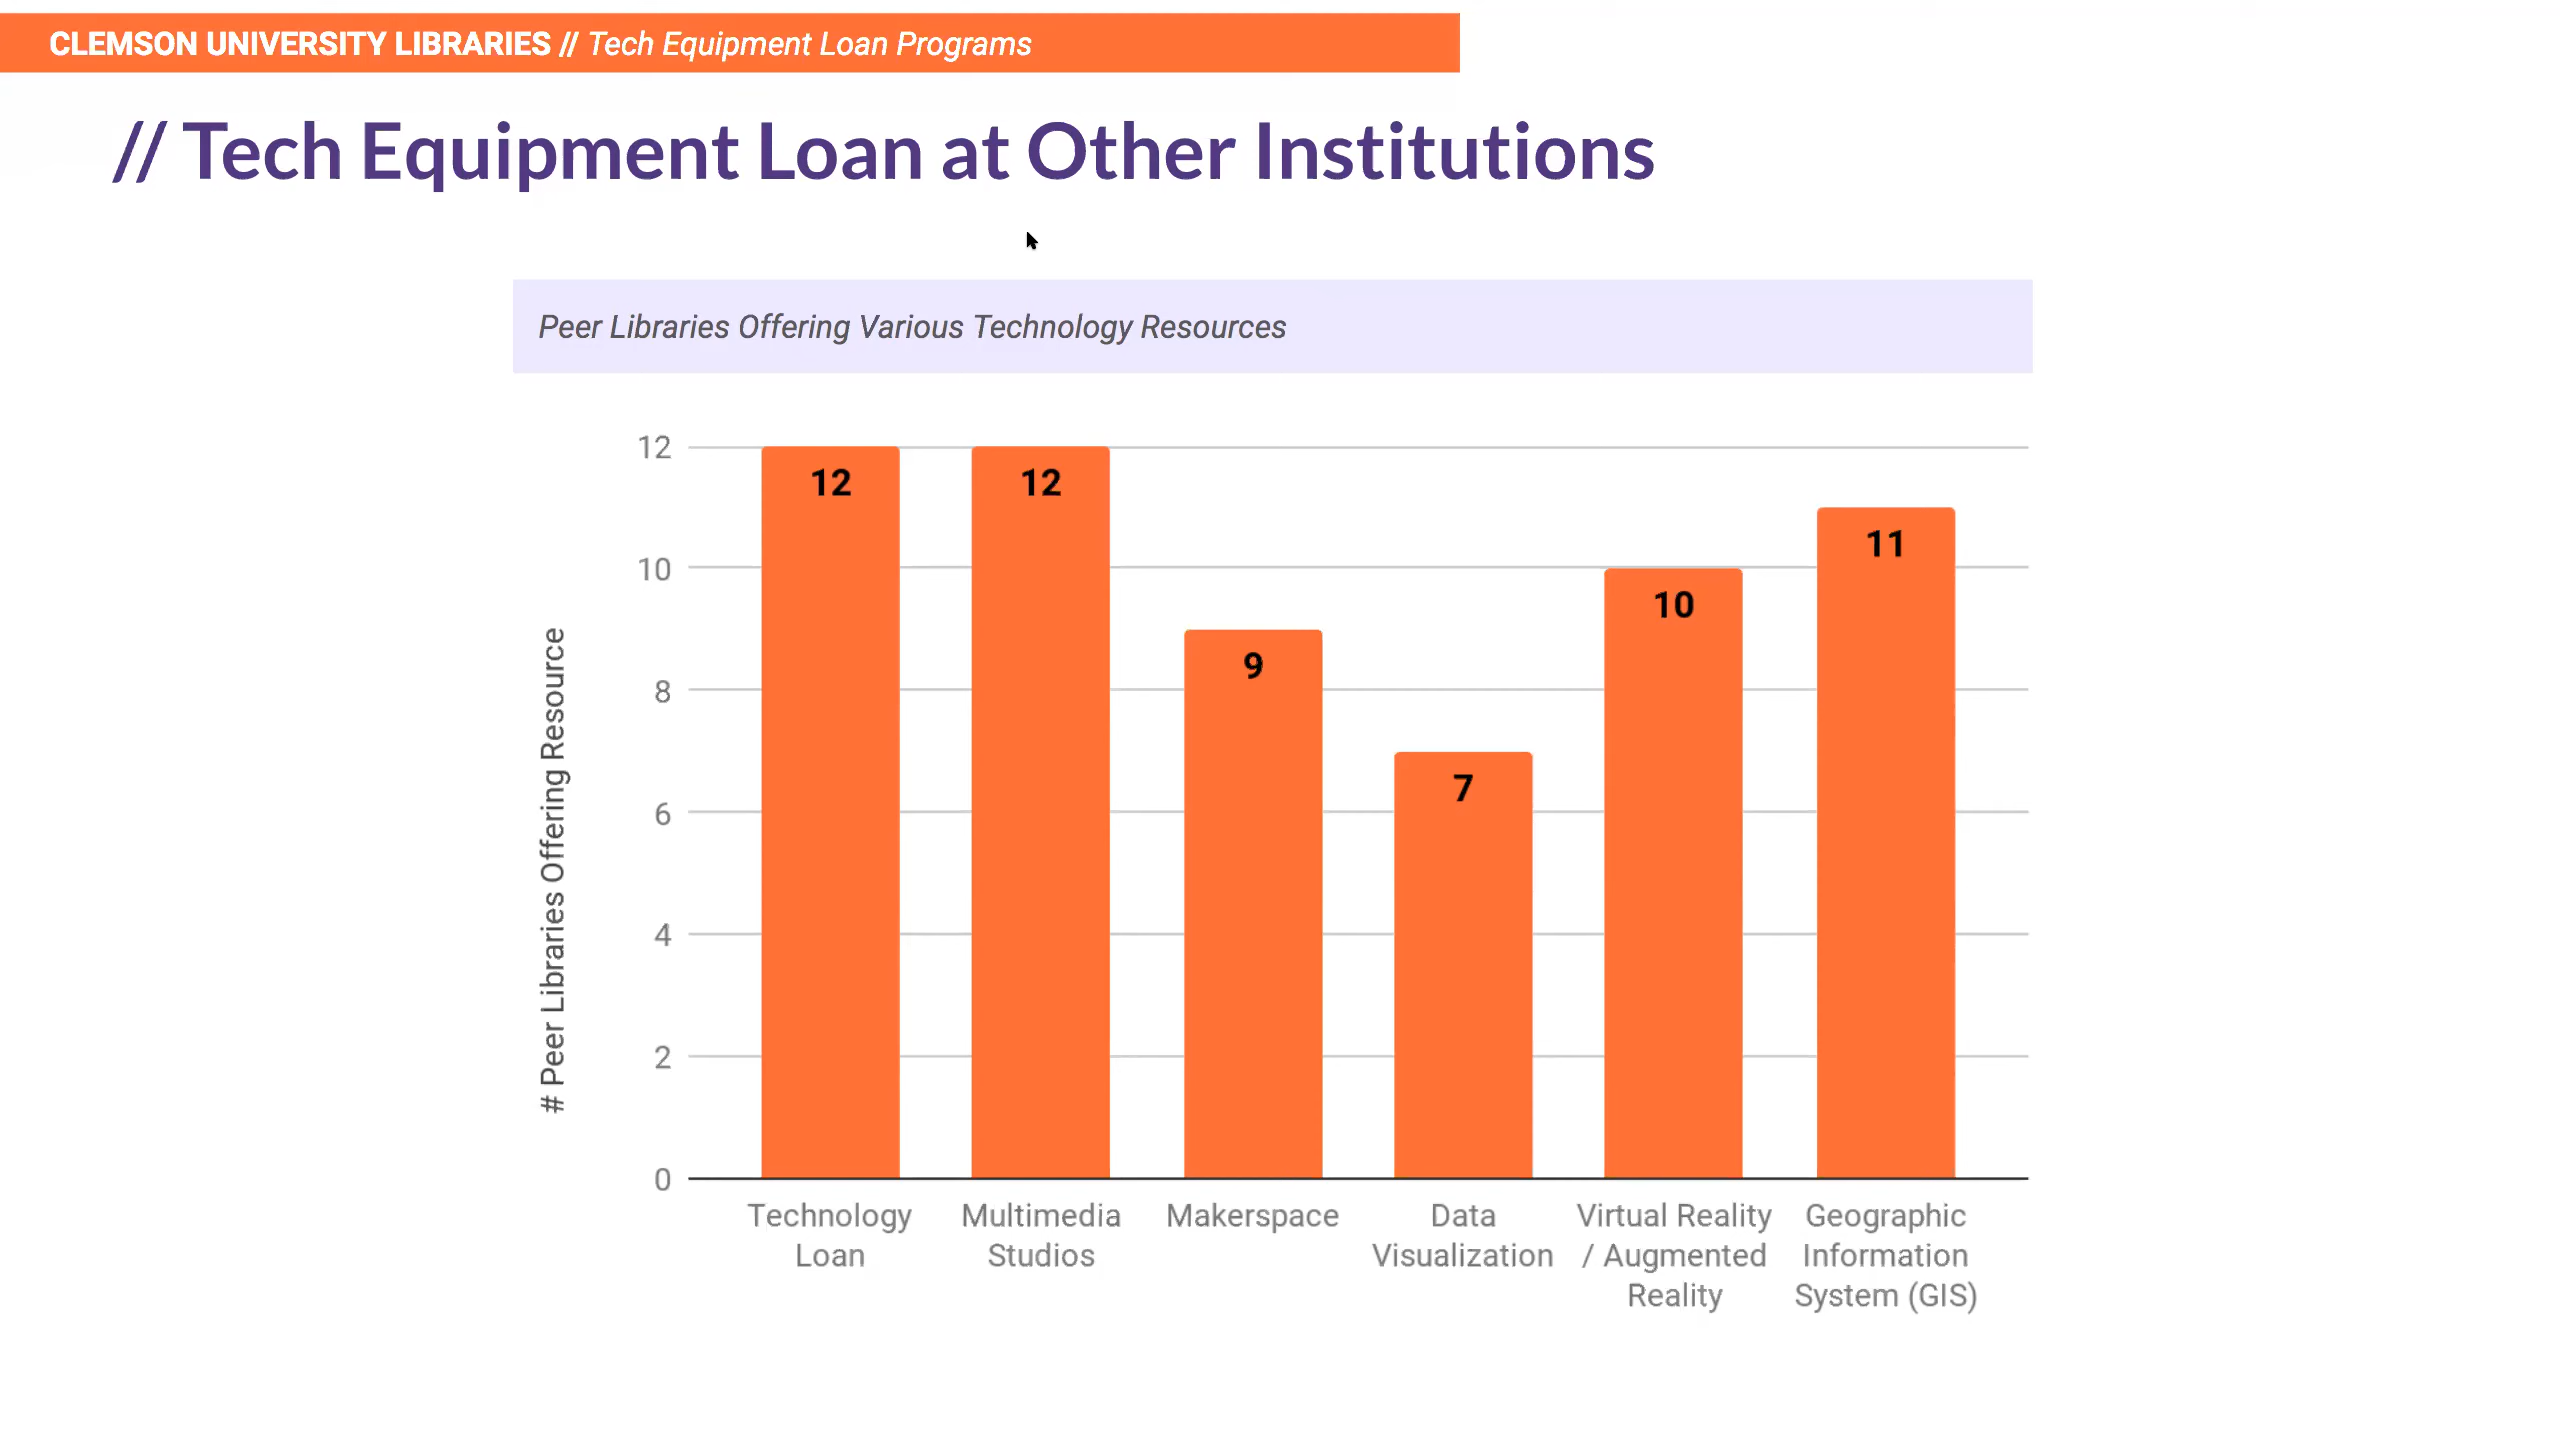 CLEMSON UNIVERSITY LIBRARIES // Tech Equipment Loan Programs
// Tech Equipment Loan at Other Institutions
Peer Libraries Offering Various Technology Resources
# Peer Libraries Offering Resource
12
10
8
6
4
2
0
12
12
9
7
10
11
Technology
Loan
Multimedia
Studios
Makerspace
Data
Visualization
Virtual Reality
/ Augmented
Reality
Geographic
Information
System (GIS)